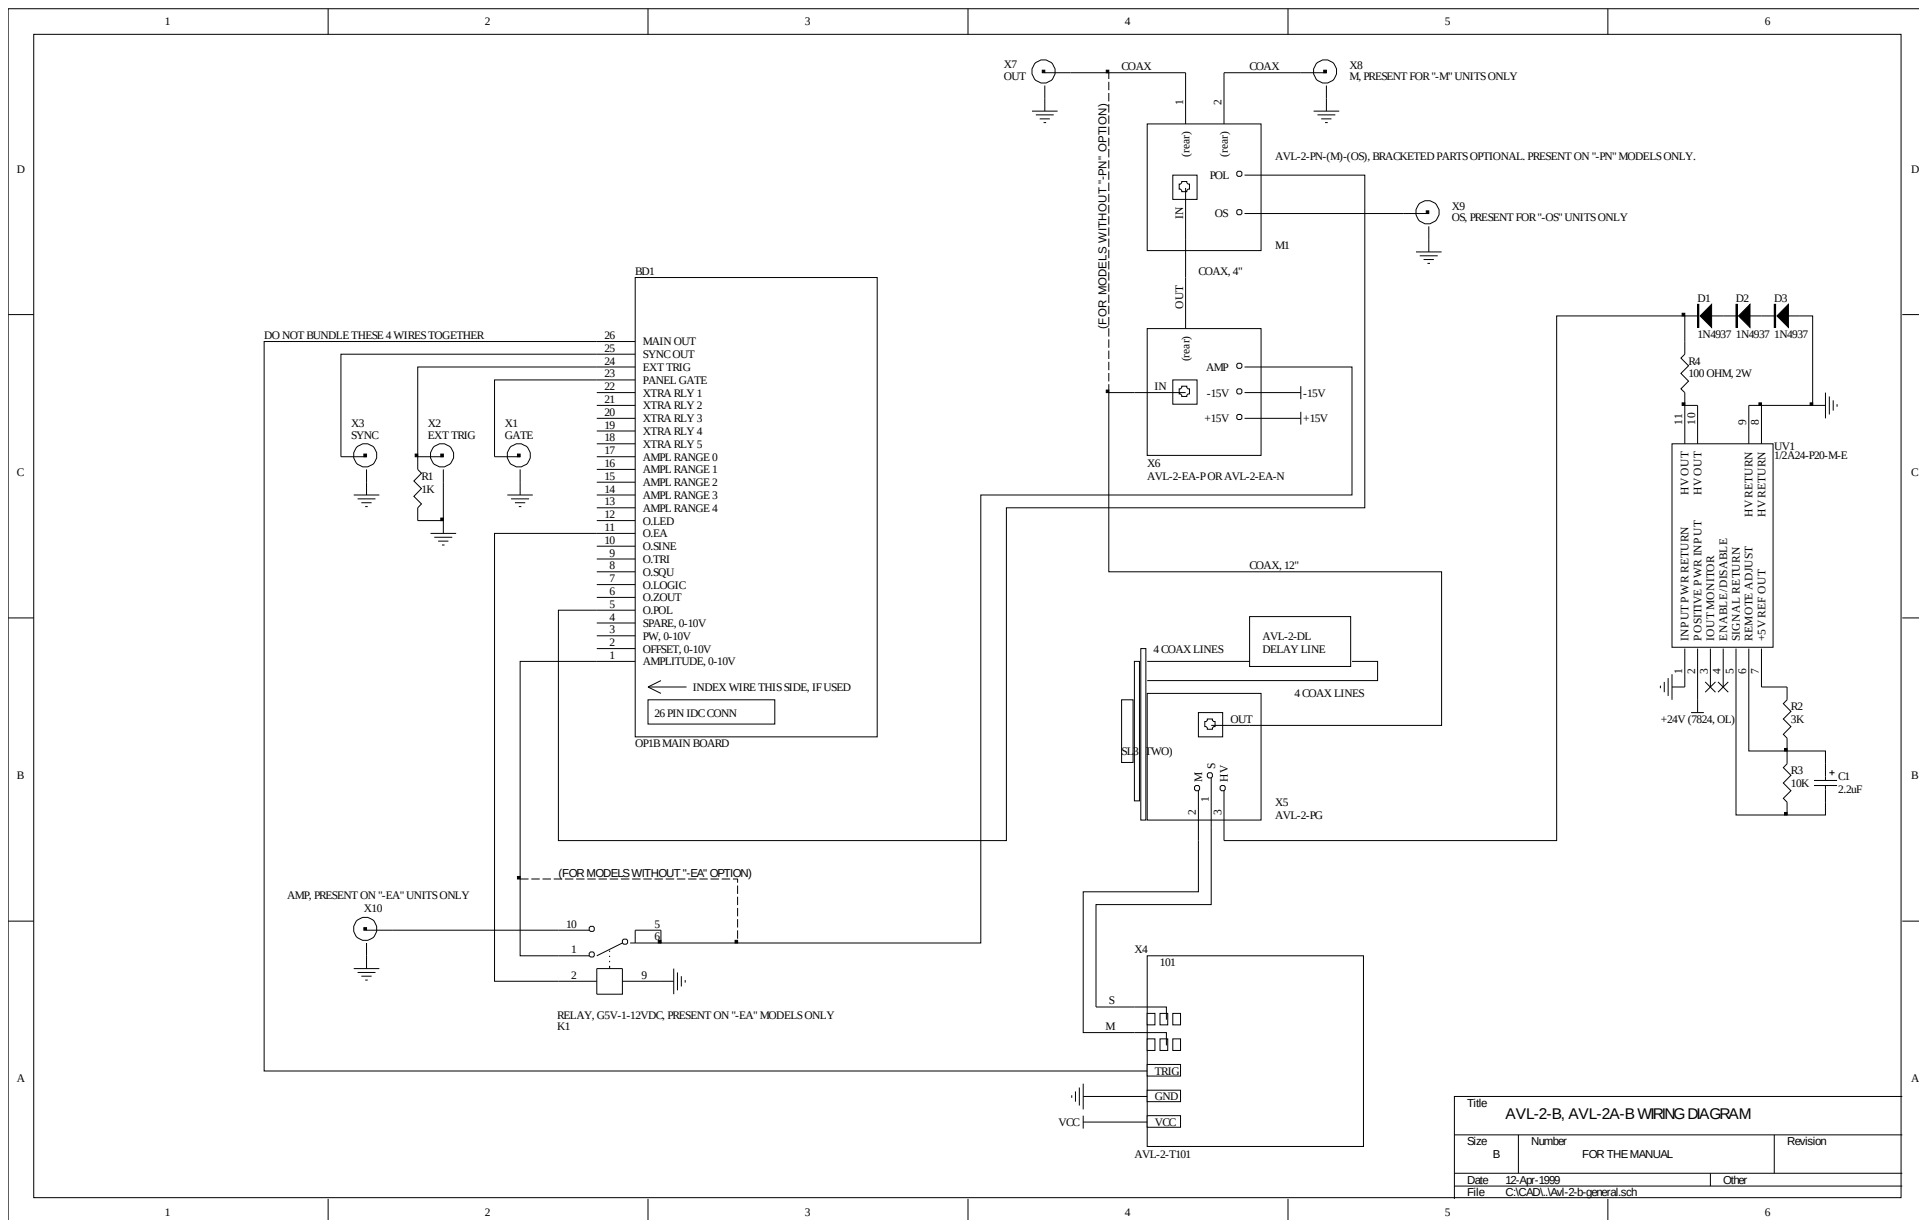 1 2 3 4 5 6
D
C
B
A
D
C
B
A
X7
OUT
COAX
COAX
X8
M, PRESENT FOR "-M" UNITS ONLY
1
2
(rear)
(rear)
(FOR MODELS WITHOUT "-PN" OPTION)
AVL-2-PN-(M)-(OS), BRACKETED PARTS OPTIONAL. PRESENT ON "-PN" MODELS ONLY.
POL
IN
OS
X9
OS, PRESENT FOR "-OS" UNITS ONLY
M1
COAX, 4"
OUT
(rear)
AMP
IN
-15V
-15V
+15V
+15V
X6
AVL-2-EA-P OR AVL-2-EA-N
BD1
DO NOT BUNDLE THESE 4 WIRES TOGETHER
26 MAIN OUT
25 SYNC OUT
24 EXT TRIG
23 PANEL GATE
22 XTRA RLY 1
21 XTRA RLY 2
20 XTRA RLY 3
19 XTRA RLY 4
18 XTRA RLY 5
17 AMPL RANGE 0
16 AMPL RANGE 1
15 AMPL RANGE 2
14 AMPL RANGE 3
13 AMPL RANGE 4
12 O.LED
11 O.EA
10 O.SINE
9 O.TRI
8 O.SQU
7 O.LOGIC
6 O.ZOUT
5 O.POL
4 SPARE, 0-10V
3 PW, 0-10V
2 OFFSET, 0-10V
1 AMPLITUDE, 0-10V
INDEX WIRE THIS SIDE, IF USED
26 PIN IDC CONN
OP1B MAIN BOARD
X3
SYNC
X2
EXT TRIG
X1
GATE
R1
1K
D1
D2
D3
1N4937
1N4937
1N4937
R4
100 OHM, 2W
11
10
9
8
UV1
1/2A24-P20-M-E
HV OUT
HV OUT
HV RETURN
HV RETURN
INPUT PWR RETURN
POSITIVE PWR INPUT
IOUT MONITOR
ENABLE/DISABLE
SIGNAL RETURN
REMOTE ADJUST
+5V REF OUT
1
2
3
4
5
6
7
+24V (7824, OL)
R2
3K
R3
10K
+
C1
2.2uF
COAX, 12"
AVL-2-DL
DELAY LINE
4 COAX LINES
4 COAX LINES
OUT
TWO)
M
S
HV
2
1
3
X5
AVL-2-PG
(FOR MODELS WITHOUT "-EA" OPTION)
AMP, PRESENT ON "-EA" UNITS ONLY
X10
10
5
6
1
2
9
RELAY, G5V-1-12VDC, PRESENT ON "-EA" MODELS ONLY
K1
X4
101
S
M
TRIG
GND
VCC
VCC
AVL-2-T101
Title
AVL-2-B, AVL-2A-B WIRING DIAGRAM
Size
B
Number
FOR THE MANUAL
Revision
Date 12-Apr-1999
Other
File C:\CAD\..\Avl-2-b-general.sch
1 2 3 4 5 6